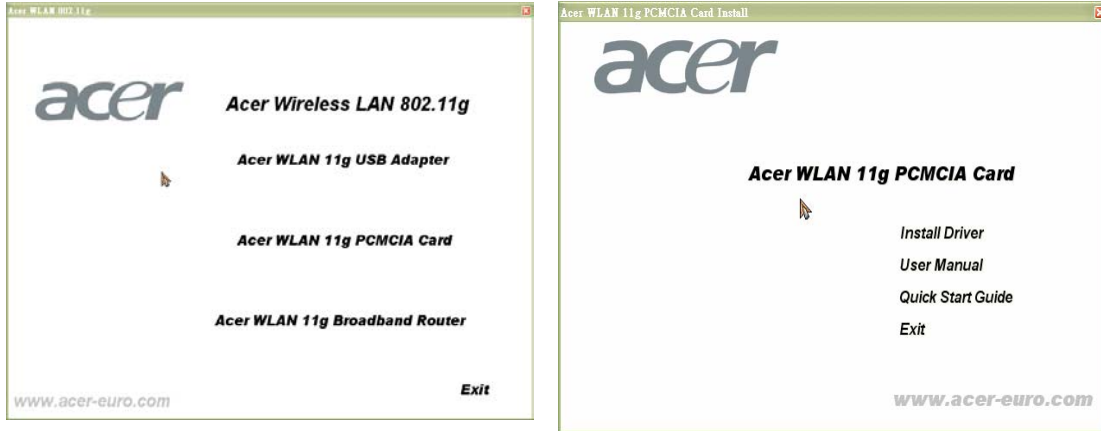 Acer WLAN 802.11g
acer
Acer Wireless LAN 802.11g
Acer WLAN 11g USB Adapter
Acer WLAN 11g PCMCIA Card
Acer WLAN 11g Broadband Router
Exit
www.acer-euro.com
Acer WLAN 11g PCMCIA Card Install
acer
Acer WLAN 11g PCMCIA Card
Install Driver
User Manual
Quick Start Guide
Exit
www.acer-euro.com